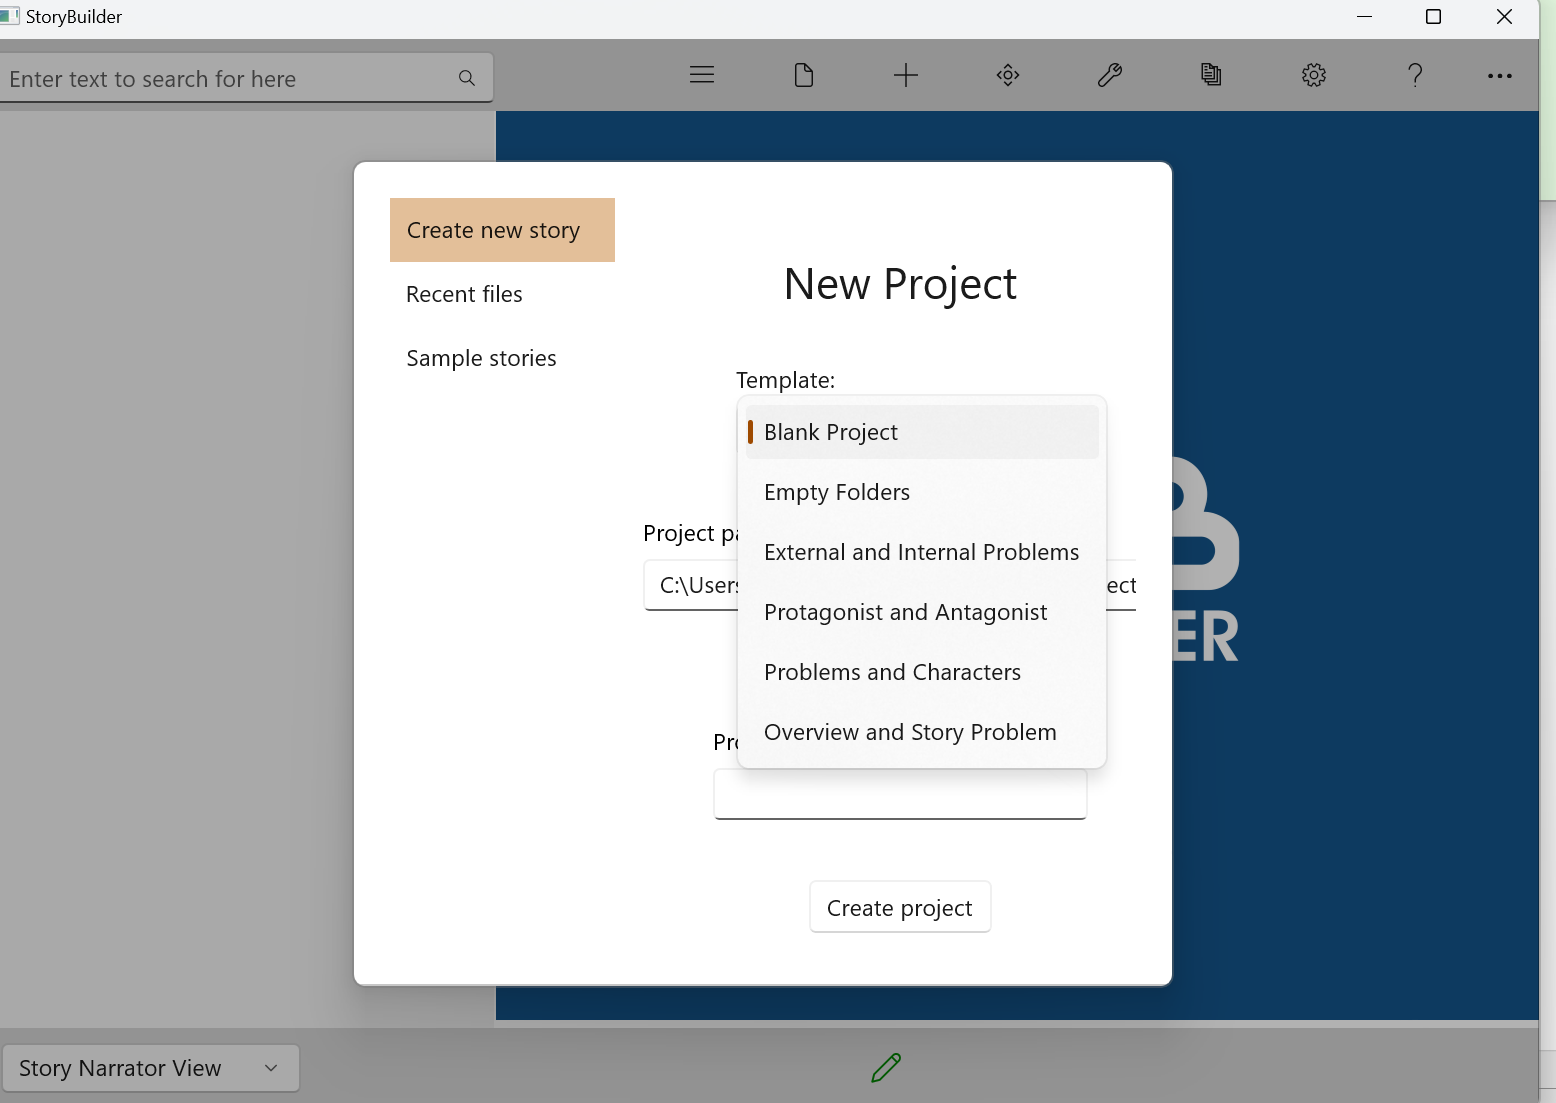 StoryBuilder
Enter text to search for here
Create new story
Recent files
Sample stories
New Project
Template:
Blank Project
Empty Folders
External and Internal Problems
Protagonist and Antagonist
Problems and Characters
Overview and Story Problem
Project pa
C:\Users
ect
Pro
Create project
B
ER
Story Narrator View